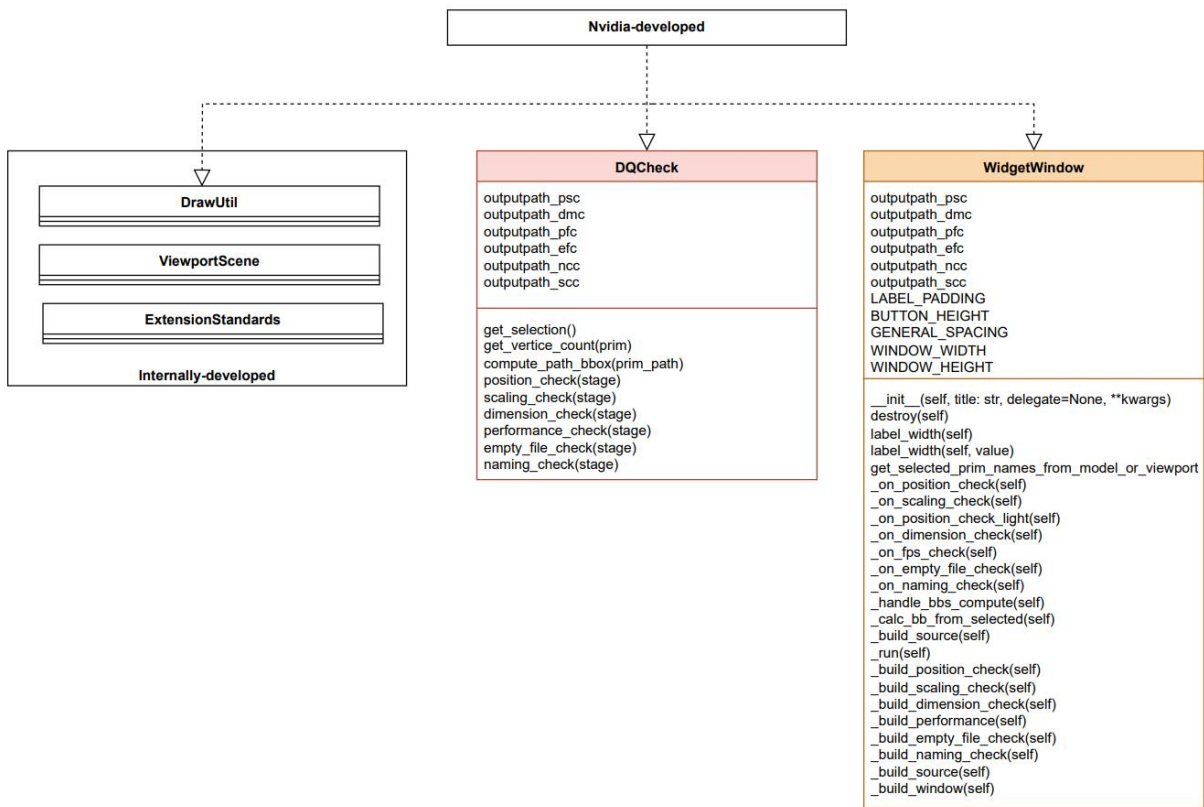 Nvidia-developed
DrawUtil
ViewportScene
ExtensionStandards
Internally-developed
DQCheck
outputpath_psc
outputpath_dmc
outputpath_pfc
outputpath_efc
outputpath_ncc
outputpath_scc
get_selection()
get_vertice_count(prim)
compute_path_bbox(prim_path)
position_check(stage)
scaling_check(stage)
dimension_check(stage)
performance_check(stage)
empty_file_check(stage)
naming_check(stage)
WidgetWindow
outputpath_psc
outputpath_dmc
outputpath_pfc
outputpath_efc
outputpath_ncc
outputpath_scc
LABEL_PADDING
BUTTON_HEIGHT
GENERAL_SPACING
WINDOW_WIDTH
WINDOW_HEIGHT
__init__(self, title: str, delegate=None, **kwargs)
destroy(self)
label_width(self)
label_width(self, value)
get_selected_prim_names_from_model_or_viewport
_on_position_check(self)
_on_scaling_check(self)
_on_position_check_light(self)
_on_dimension_check(self)
_on_fps_check(self)
_on_empty_file_check(self)
_on_naming_check(self)
_handle_bbs_compute(self)
_calc_bb_from_selected(self)
_build_source(self)
_run(self)
_build_position_check(self)
_build_scaling_check(self)
_build_dimension_check(self)
_build_performance(self)
_build_empty_file_check(self)
_build_naming_check(self)
_build_source(self)
_build_window(self)